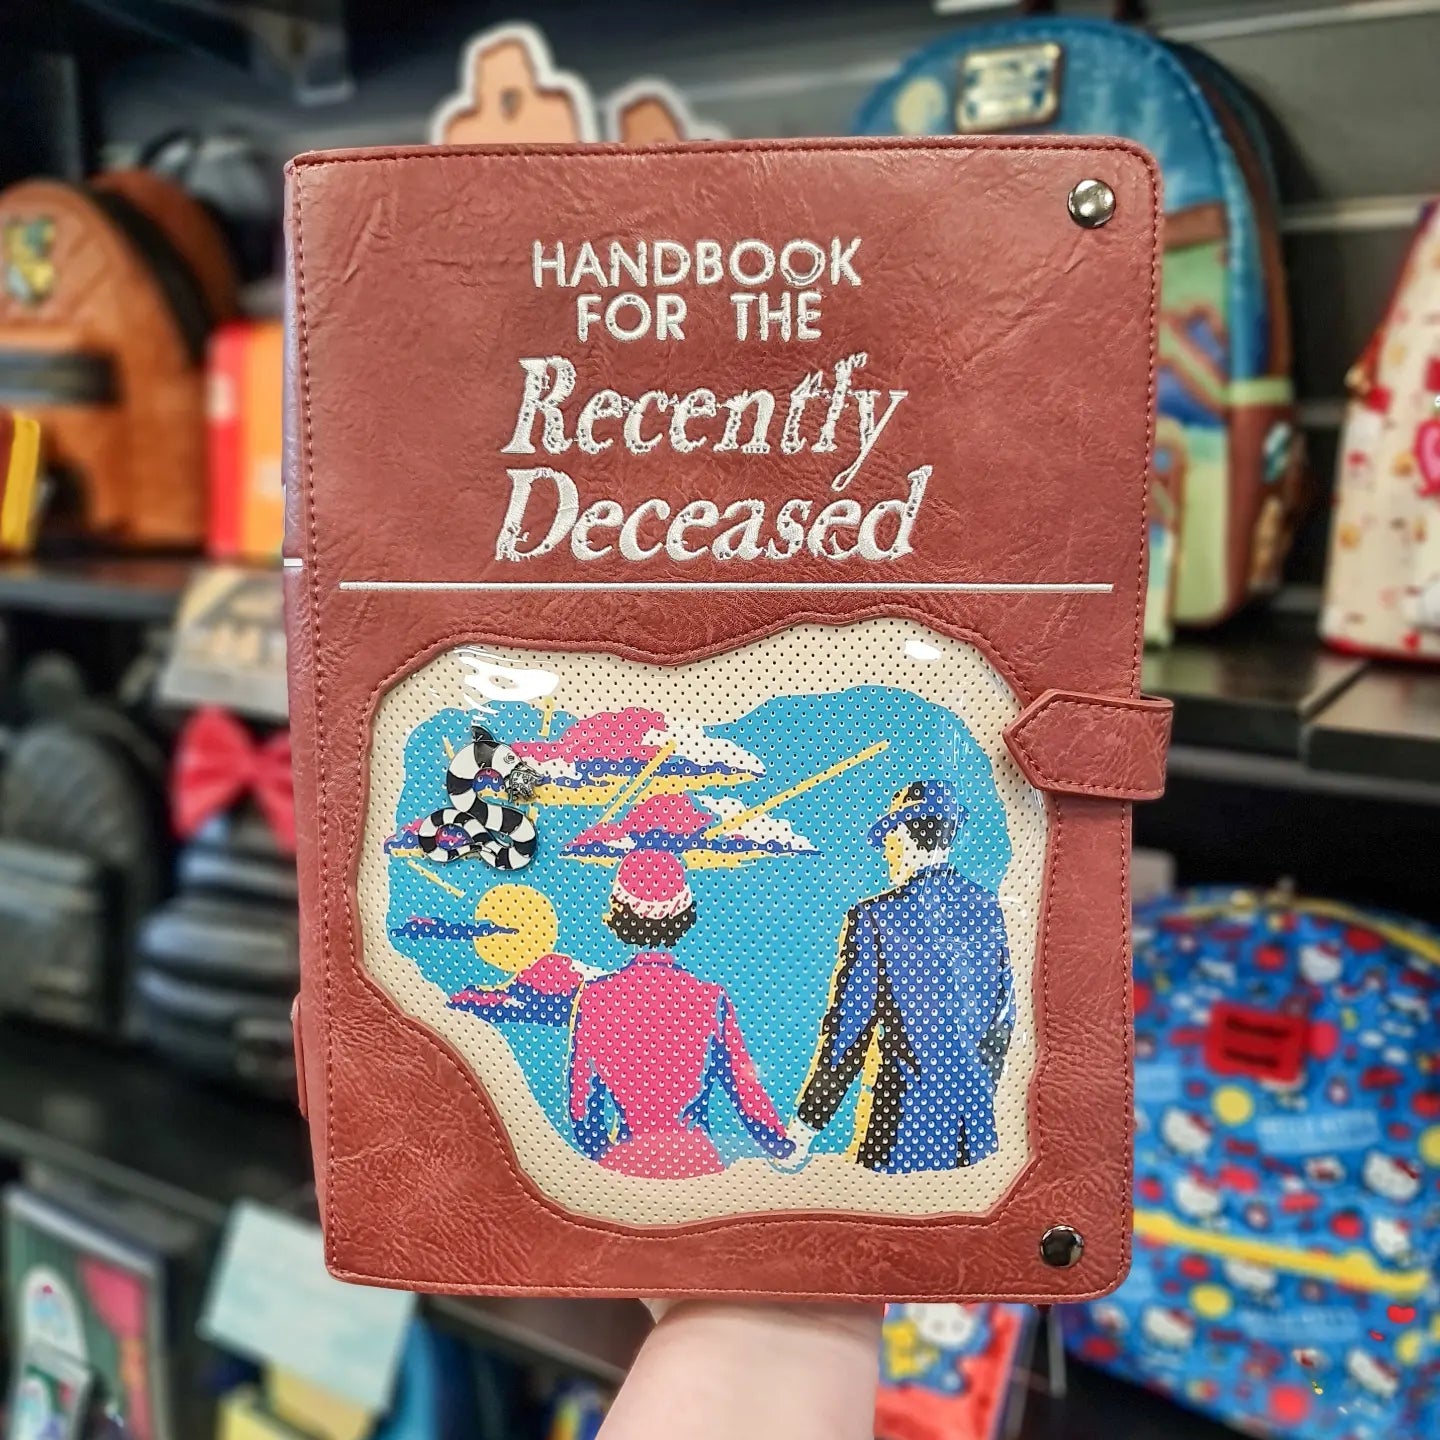 HANDBOOK
FOR THE
Recently
Deceased